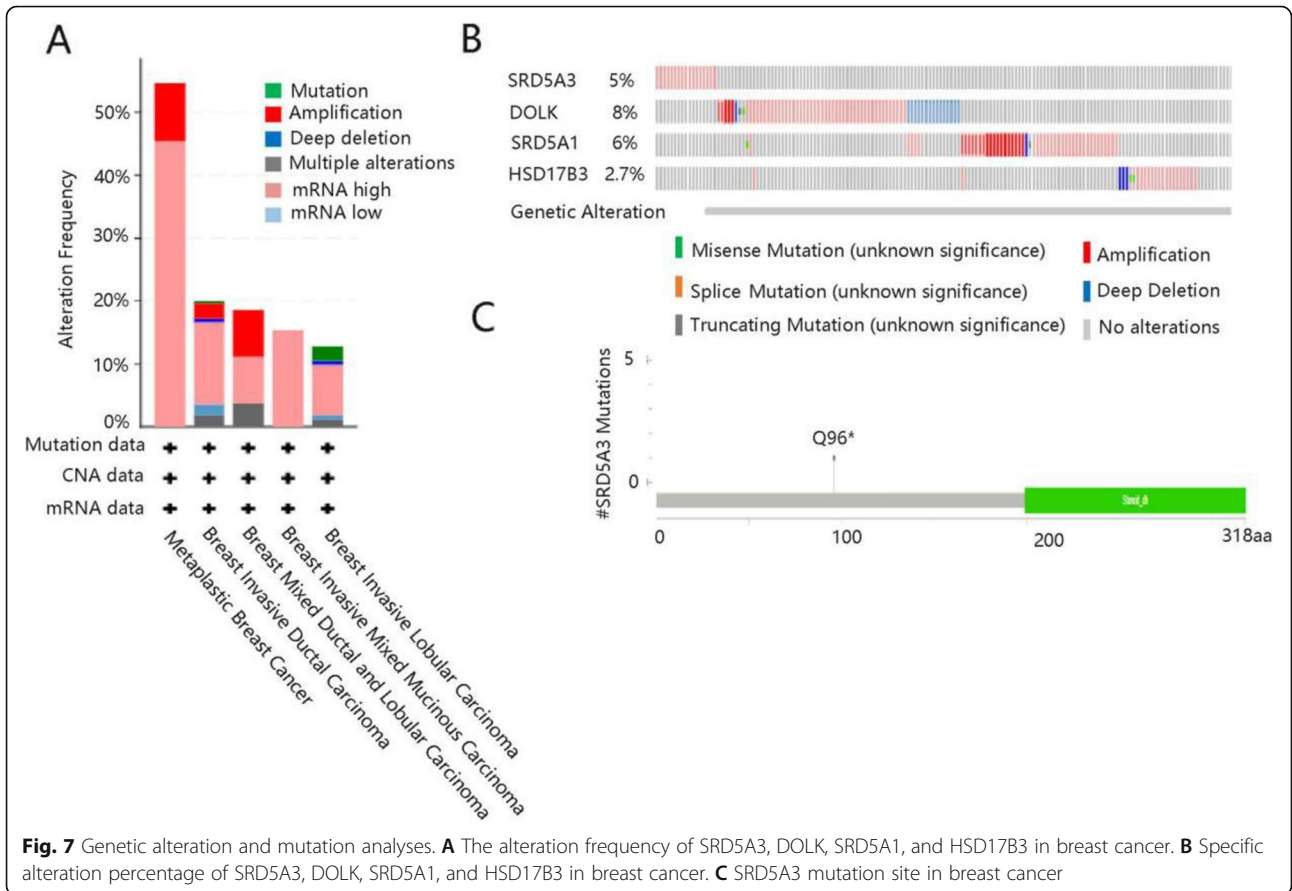 A
50%
40%
30%
20%
10%
0%
Alteration Frequency
Mutation
Amplification
Deep deletion
Multiple alterations
mRNA high
mRNA low
Mutation data + + + + +
CNA data + + + + +
mRNA data + + + + +
Metaplastic Breast Cancer
Breast Invasive Ductal Carcinoma
Breast Mixed Ductal and Lobular Carcinoma
Breast Invasive Mixed Mucinous Carcinoma
Breast Invasive Lobular Carcinoma
B
SRD5A3 5%
DOLK 8%
SRD5A1 6%
HSD17B3 2.7%
Genetic Alteration
Misense Mutation (unknown significance)
Splice Mutation (unknown significance)
Truncating Mutation (unknown significance)
Amplification
Deep Deletion
No alterations
C
#SRD5A3 Mutations
5
0
Q96*
Steroid_dh
0 100 200 318aa
Fig. 7 Genetic alteration and mutation analyses. A The alteration frequency of SRD5A3, DOLK, SRD5A1, and HSD17B3 in breast cancer. B Specific
alteration percentage of SRD5A3, DOLK, SRD5A1, and HSD17B3 in breast cancer. C SRD5A3 mutation site in breast cancer